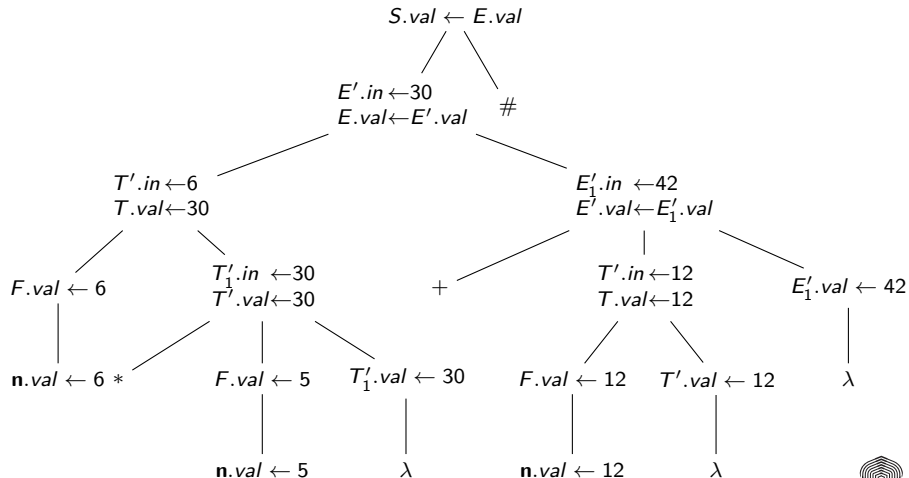 S.val ← E.val
E′.in ←30
E.val←E′.val
#
T′.in ←6
T.val←30
E′₁.in ←42
E′.val←E′₁.val
F.val ← 6
T′₁.in ←30
T′.val←30
+
T′.in←12
T.val←12
E′₁.val ← 42
n.val ← 6 *
F.val ← 5
T′₁.val ← 30
F.val ← 12
T′.val ← 12
λ
n.val ← 5
λ
n.val ← 12
λ